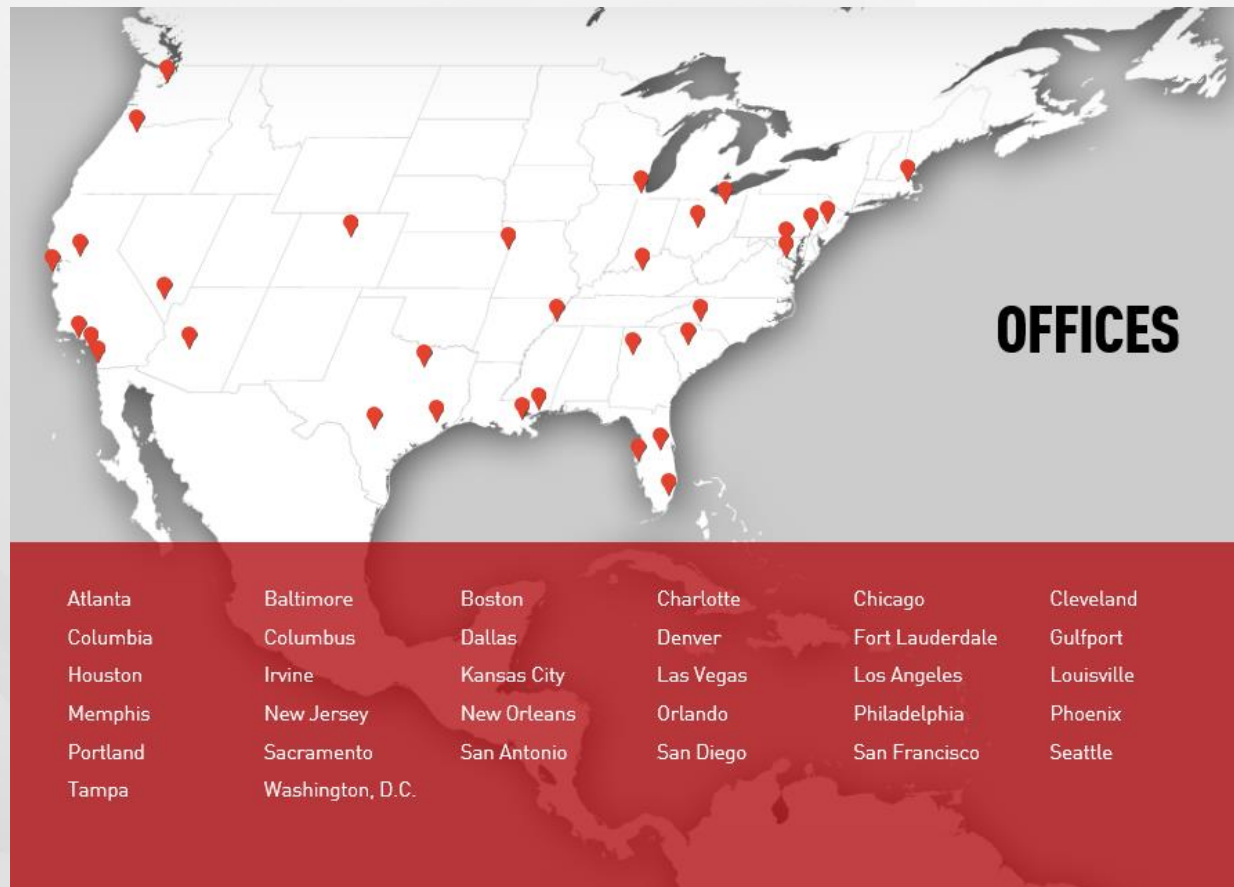 OFFICES
Atlanta Baltimore Boston Charlotte Chicago Cleveland
Columbia Columbus Dallas Denver Fort Lauderdale Gulfport
Houston Irvine Kansas City Las Vegas Los Angeles Louisville
Memphis New Jersey New Orleans Orlando Philadelphia Phoenix
Portland Sacramento San Antonio San Diego San Francisco Seattle
Tampa Washington, D.C.